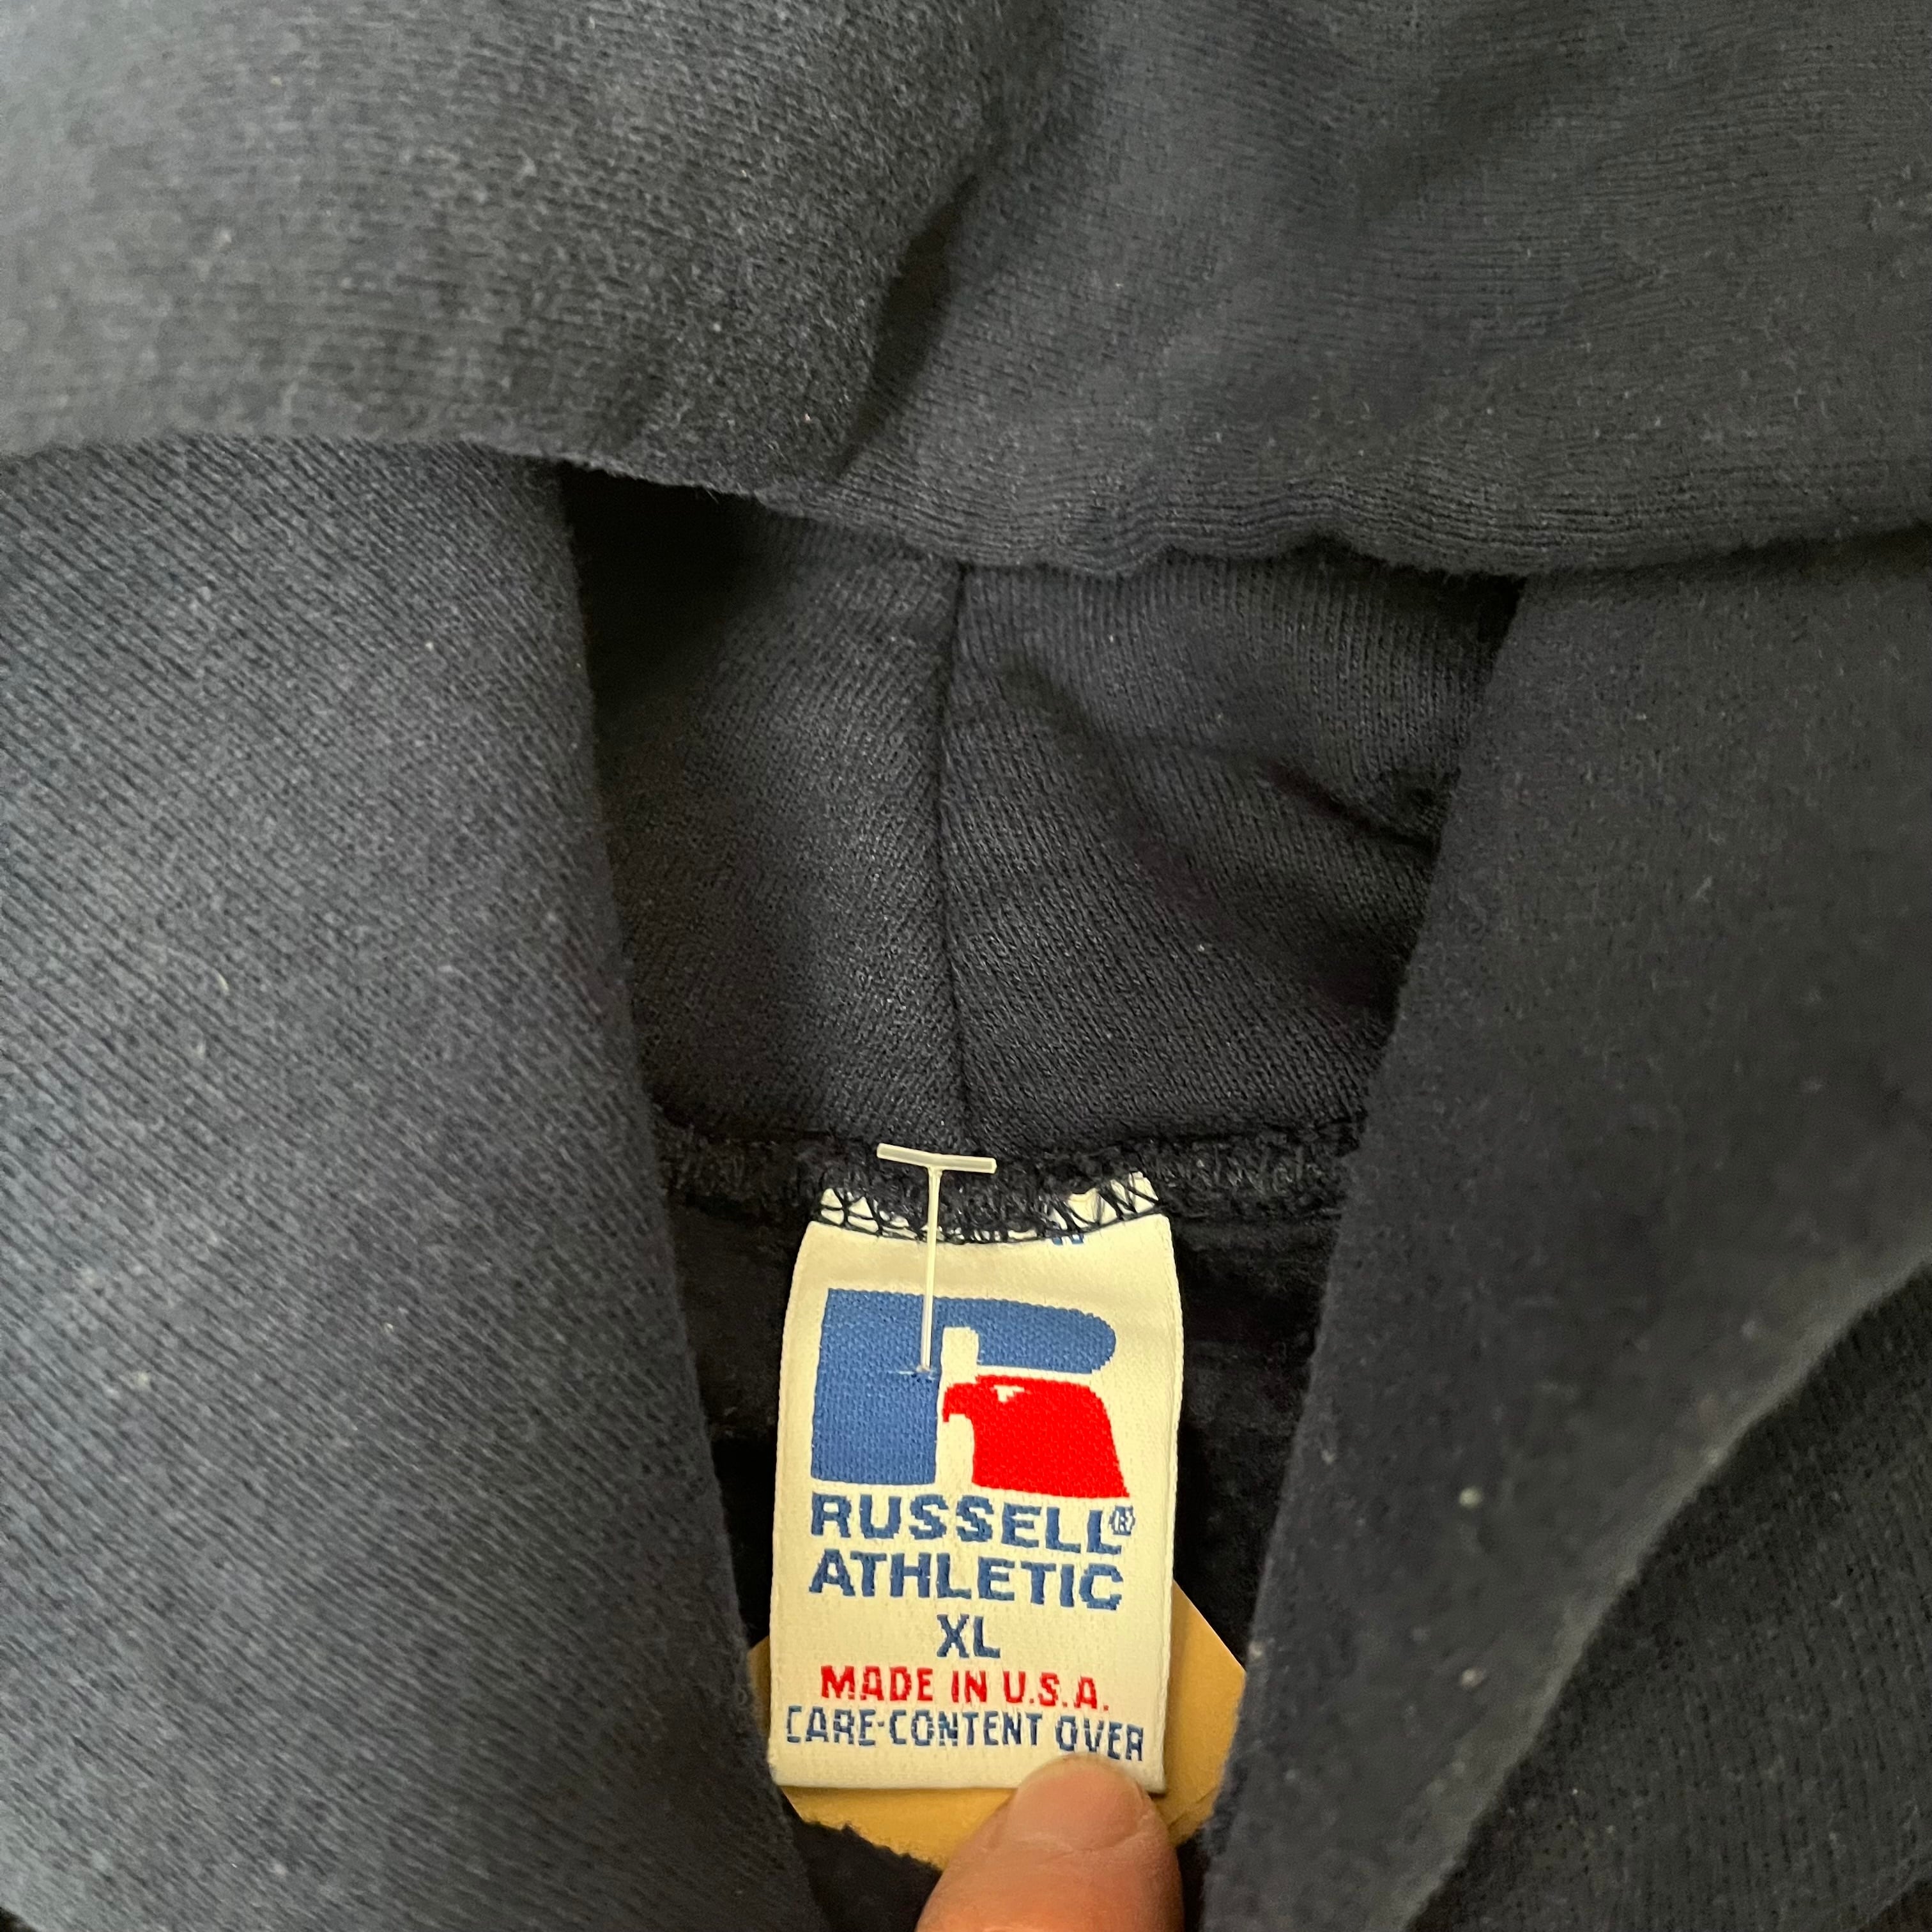 RUSSELL®
ATHLETIC
XL
MADE IN U.S.A.
CARE-CONTENT OVER